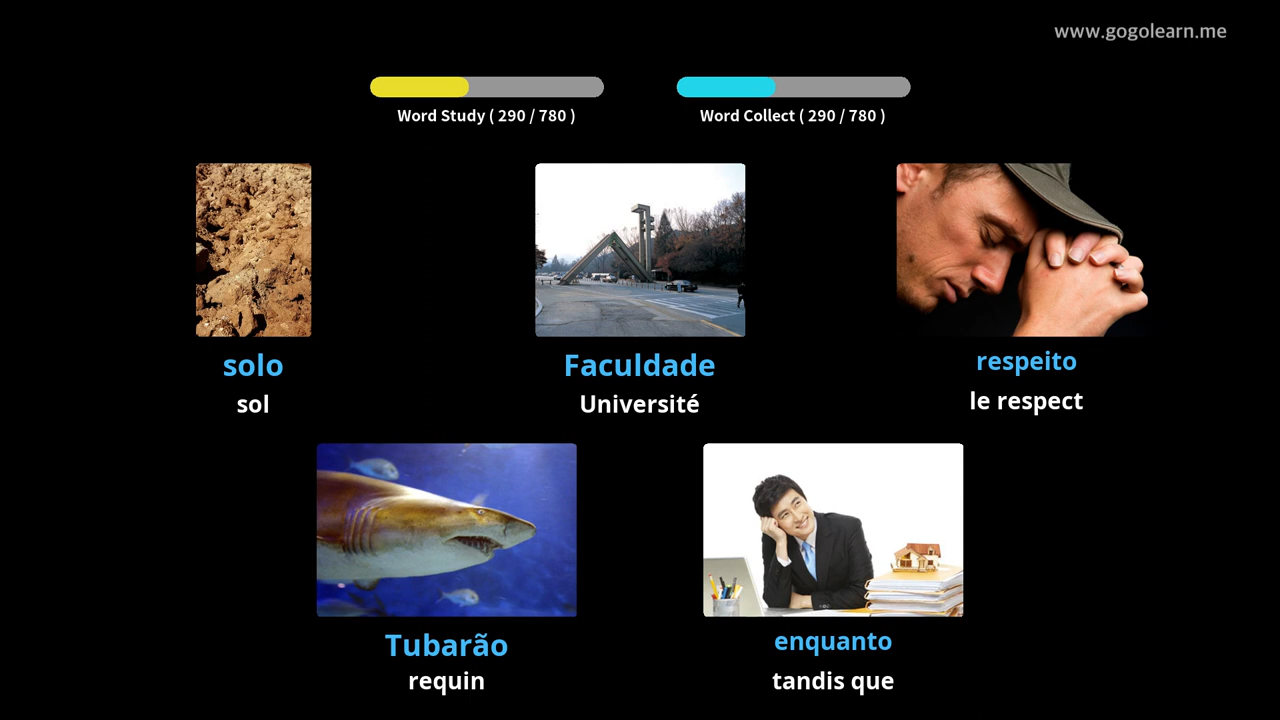 www.gogolearn.me
Word Study ( 290 / 780 )
Word Collect ( 290 / 780 )
solo
sol
Faculdade
Université
respeito
le respect
Tubarão
requin
enquanto
tandis que